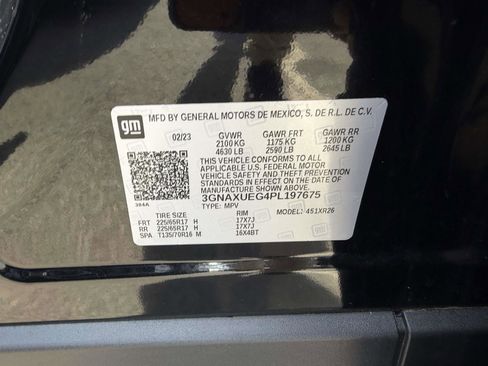 gm
MFD BY GENERAL MOTORS DE MEXICO, S. DE R.L. DE C.V.
02/23 GVWR GAWR FRT GAWR RR
2100 KG 1175 KG 1200 KG
4630 LB 2590 LB 2645 LB
THIS VEHICLE CONFORMS TO ALL
APPLICABLE U.S. FEDERAL MOTOR
VEHICLE SAFETY AND THEFT
PREVENTION STANDARDS IN EFFECT
ON THE DATE OF MANUFACTURE SHOWN ABOVE.
3GNAXUEG4PL197675
TYPE: MPV MODEL: 451XR26
TIRE SIZE RIM
FRT 225/65R17 H 17X7J
RR 225/65R17 H 17X7J
SPA T135/70R16 M 16X4BT